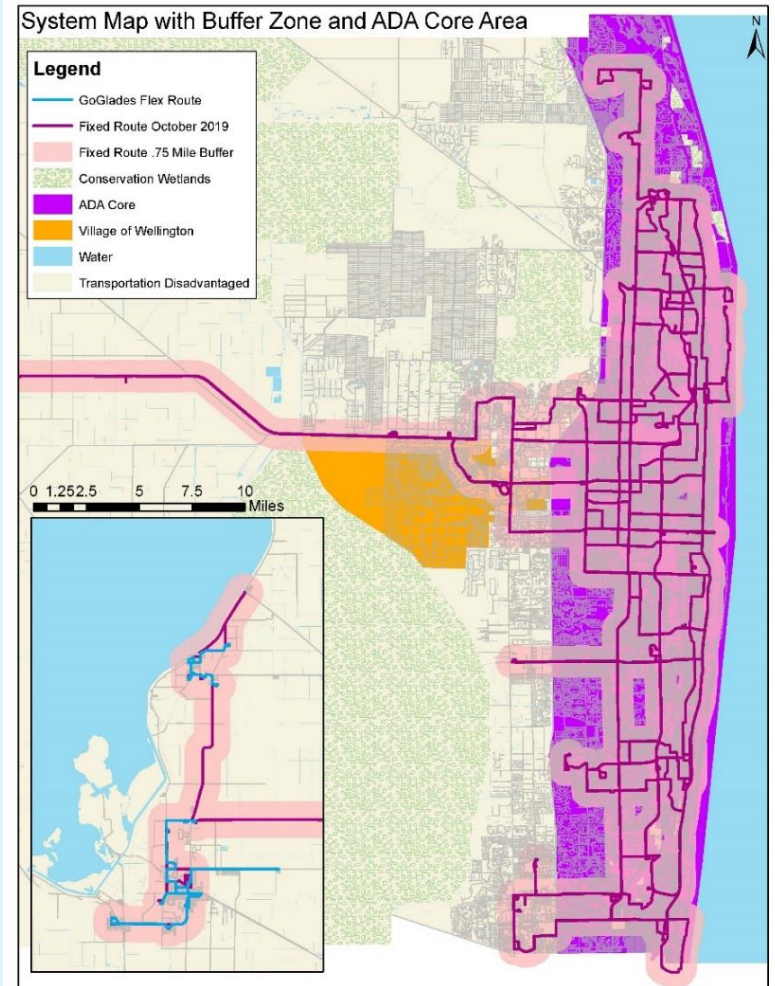 System Map with Buffer Zone and ADA Core Area
N
Legend
GoGlades Flex Route
Fixed Route October 2019
Fixed Route .75 Mile Buffer
Conservation Wetlands
ADA Core
Village of Wellington
Water
Transportation Disadvantaged
0 1.252.5 5 7.5 10
Miles